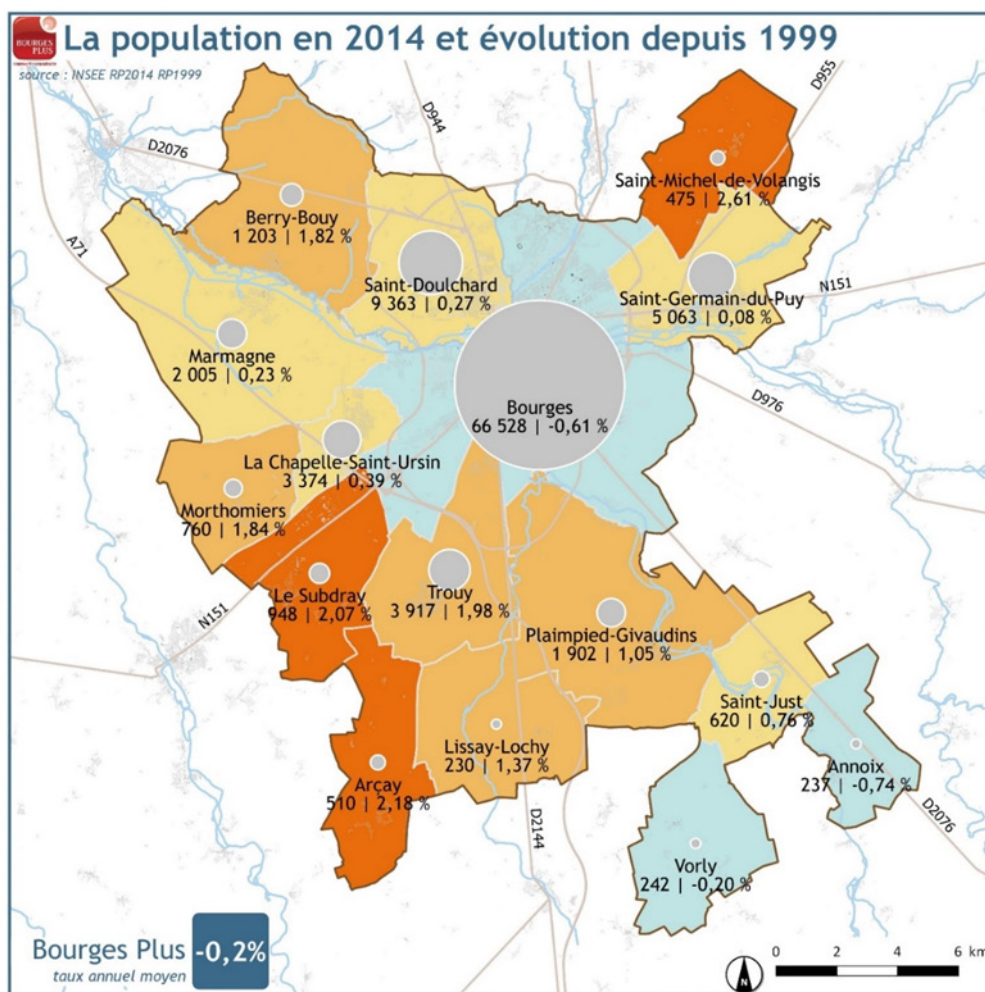 BOURGES
PLUS
La population en 2014 et évolution depuis 1999
source : INSEE RP2014 RP1999
D955
D944
D2076
Saint-Michel-de-Volangis
475 | 2,61 %
Berry-Bouy
1 203 | 1,82 %
A71
Saint-Doulchard
9 363 | 0,27 %
N151
Saint-Germain-du-Puy
5 063 | 0,08 %
Marmagne
2 005 | 0,23 %
D976
Bourges
66 528 | -0,61 %
La Chapelle-Saint-Ursin
3 374 | 0,39 %
Morthomiers
760 | 1,84 %
Le Subdray
948 | 2,07 %
Trouy
3 917 | 1,98 %
N151
Plaimpied-Givaudins
1 902 | 1,05 %
Saint-Just
620 | 0,76 %
Lissay-Lochy
230 | 1,37 %
Annoix
237 | -0,74 %
Arçay
510 | 2,18 %
D2144
D2076
Vorly
242 | -0,20 %
Bourges Plus
-0,2%
taux annuel moyen
N
0 2 4 6 km